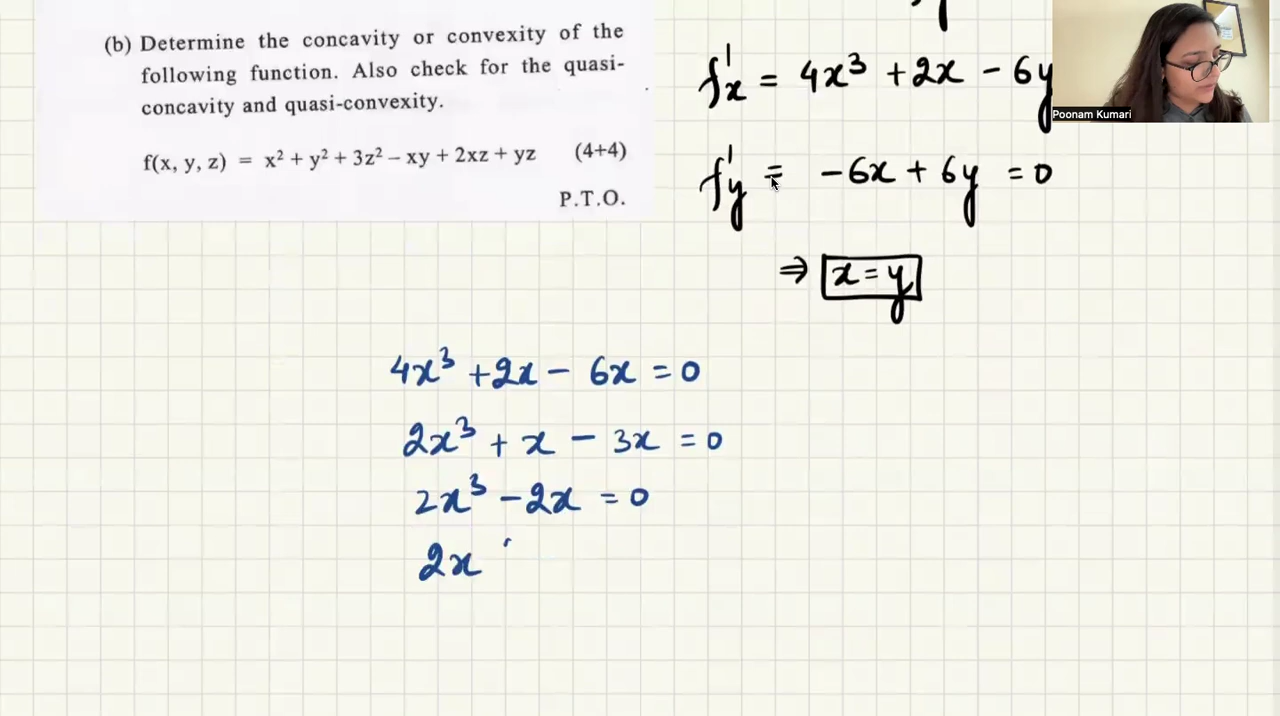 (b) Determine the concavity or convexity of the
following function. Also check for the quasi-
concavity and quasi-convexity.
f(x, y, z) = x² + y² + 3z² – xy + 2xz + yz (4+4)
P.T.O.
f'x = 4x³ + 2x - 6y
Poonam Kumari
f'y = -6x + 6y = 0
⇒ x = y
4x³ + 2x - 6x = 0
2x³ + x - 3x = 0
2x³ - 2x = 0
2x